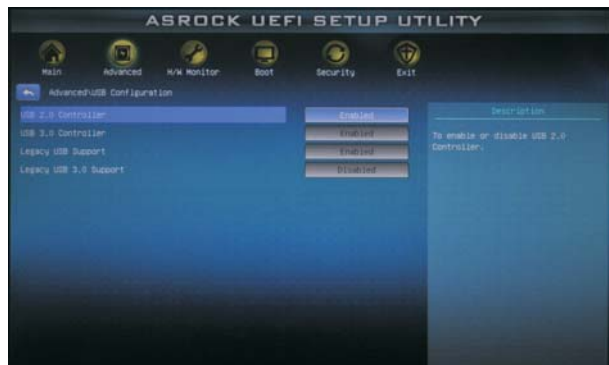 ASROCK UEFI SETUP UTILITY
Main Advanced H/W Monitor Boot Security Exit
Advanced\USB Configuration
USB 2.0 Controller Enabled
USB 3.0 Controller Enabled
Legacy USB Support Enabled
Legacy USB 3.0 Support Disabled
Description
To enable or disable USB 2.0
Controller.